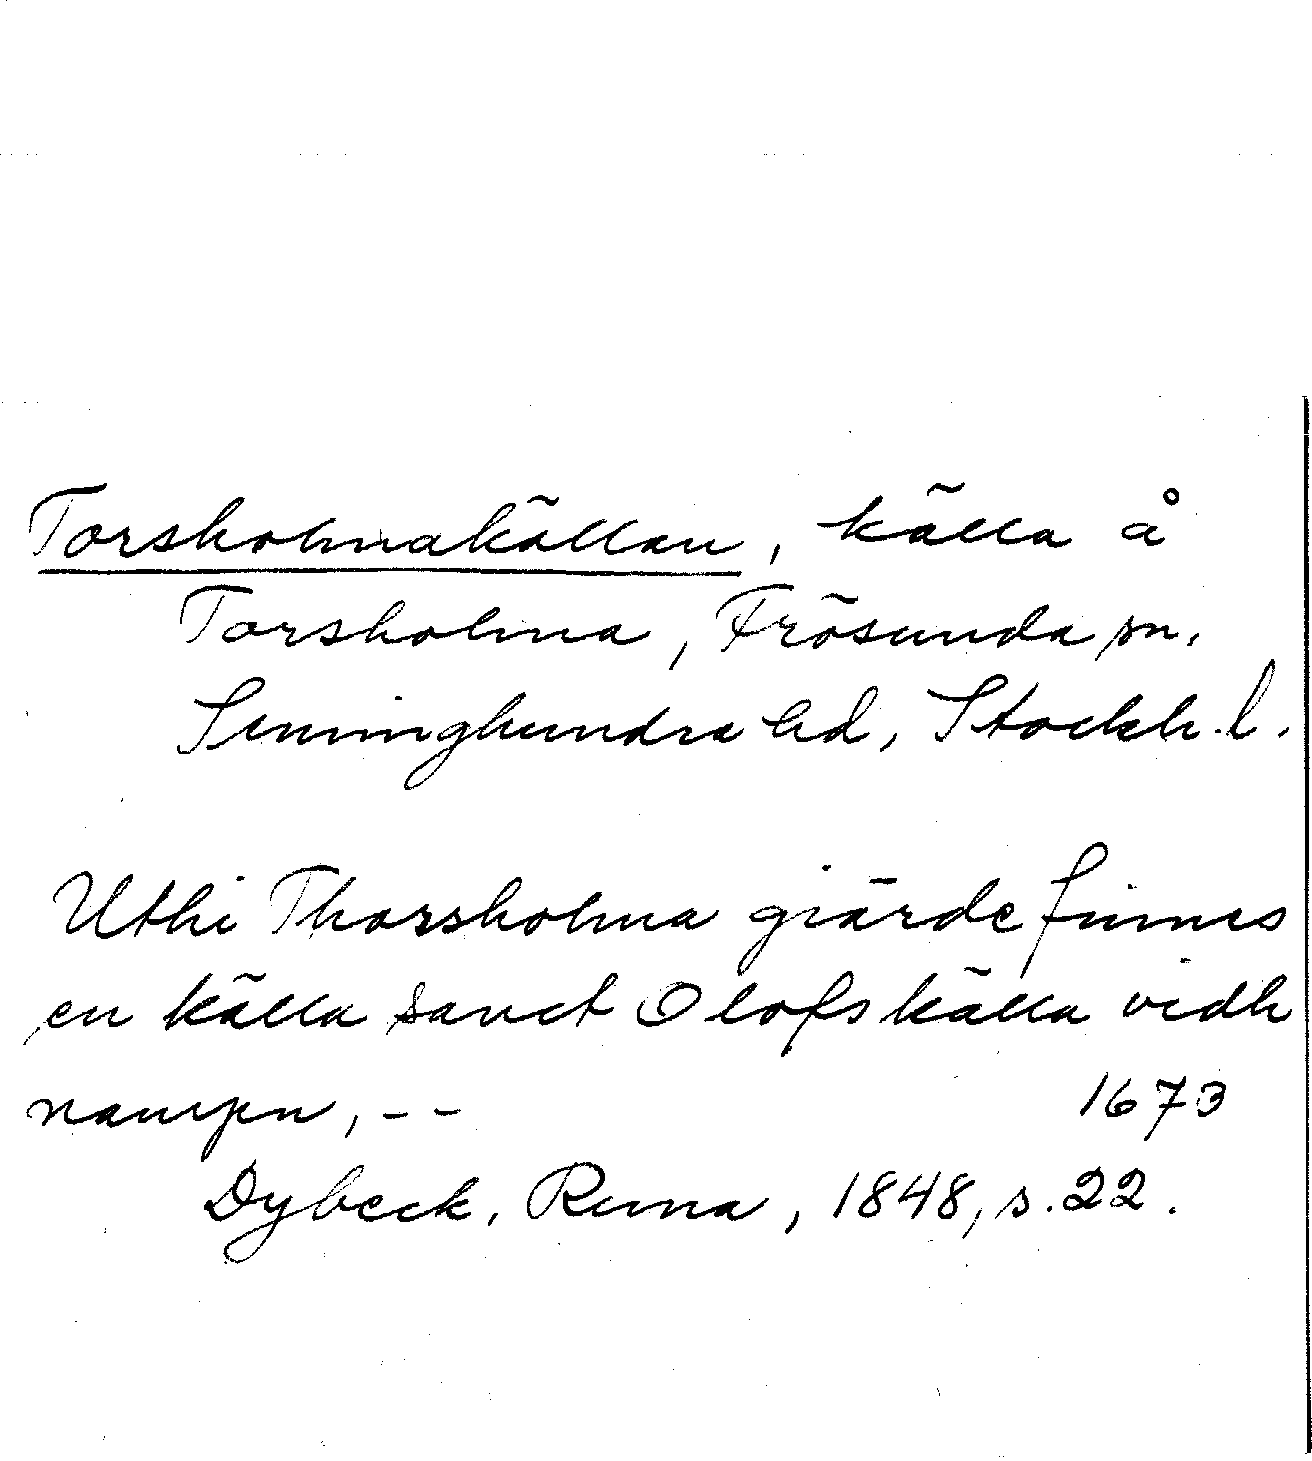 Torsholmakällan, källa å
Torsholma, Frösunda sn.
Seminghundra hd, Stockh. l.
Uthi Thorsholma giärde finnes
en källa sanct Olofs källa vidh
nampn, --
1673
Dybeck, Runa, 1848, s. 22.